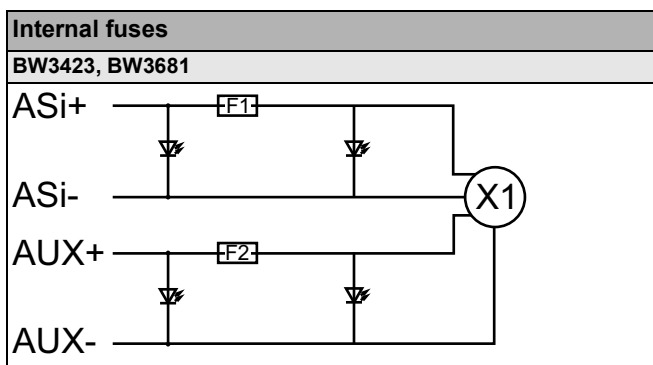 Internal fuses
BW3423, BW3681
ASi+
F1
ASi-
X1
AUX+
F2
AUX-